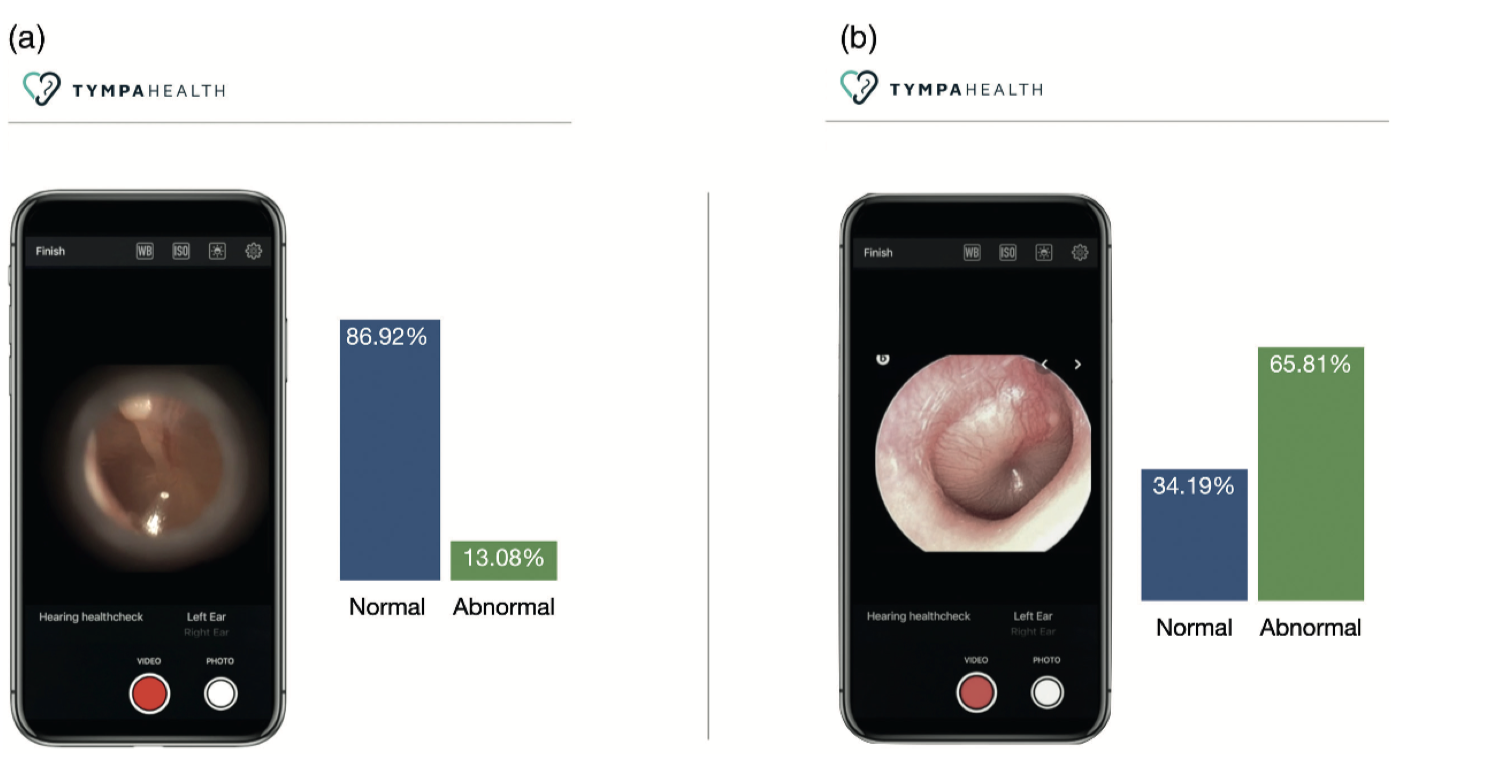 (a)
TYMPAHEALTH
Finish
WB
ISO
86.92%
13.08%
Normal
Abnormal
Hearing healthcheck
Left Ear
Right Ear
VIDEO
PHOTO
(b)
TYMPAHEALTH
Finish
WB
ISO
65.81%
34.19%
Normal
Abnormal
Hearing healthcheck
Left Ear
Right Ear
VIDEO
PHOTO